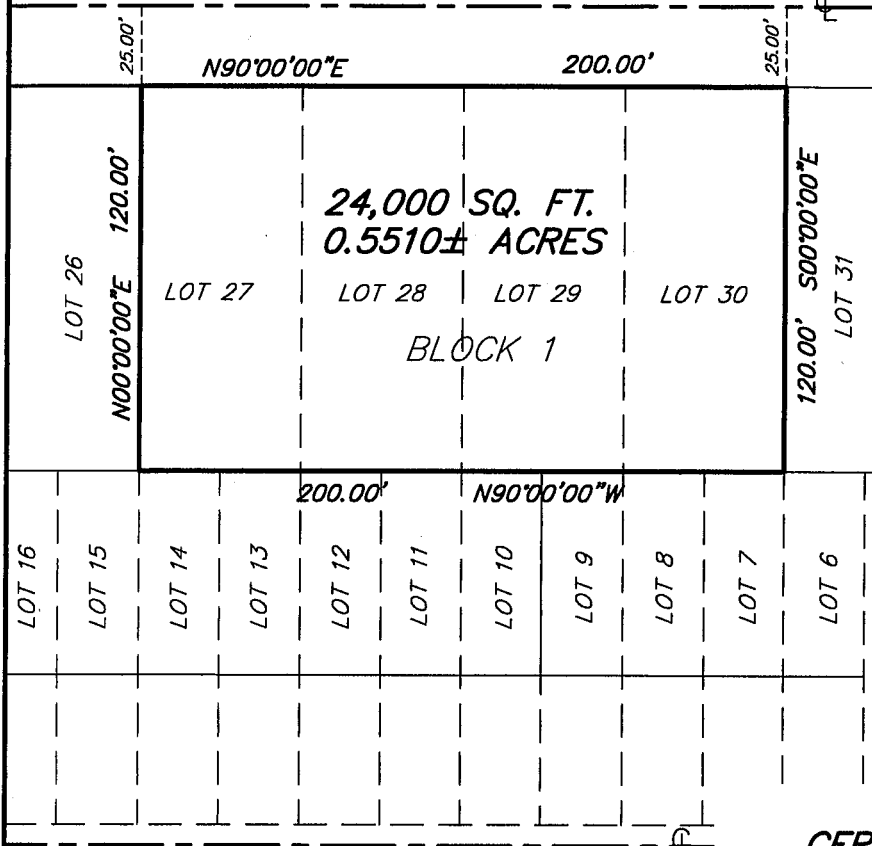 ℄
25.00'
25.00'
N90°00'00"E 200.00'
120.00'
N00°00'00"E
24,000 SQ. FT.
0.5510± ACRES
S00°00'00"E
120.00'
LOT 26
LOT 27
LOT 28
LOT 29
LOT 30
LOT 31
BLOCK 1
200.00' N90°00'00"W
LOT 16
LOT 15
LOT 14
LOT 13
LOT 12
LOT 11
LOT 10
LOT 9
LOT 8
LOT 7
LOT 6
℄